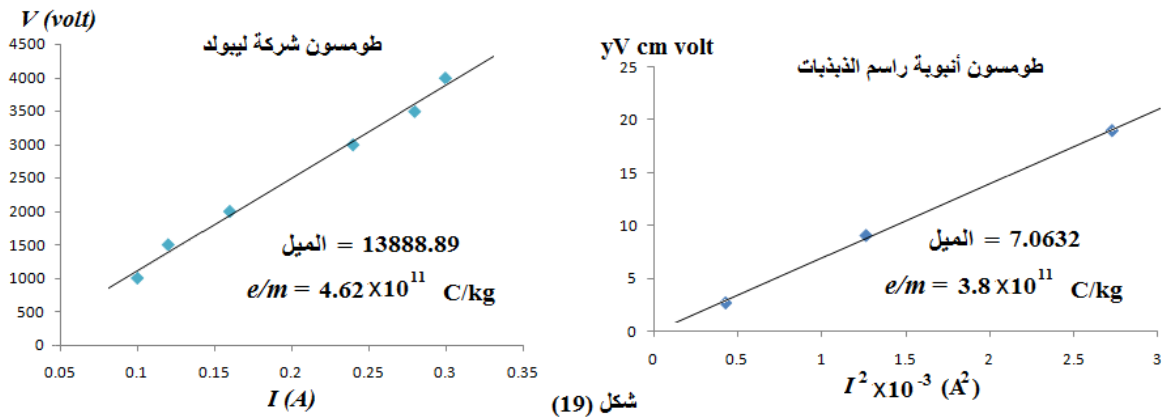 V (volt)
طومسون شركة ليبولد
4500
4000
3500
3000
2500
2000
1500
1000
500
0
الميل = 13888.89
e/m = 4.62 X10¹¹ C/kg
0.05 0.1 0.15 0.2 0.25 0.3 0.35
I (A)
yV cm volt
طومسون أنبوبة راسم الذبذبات
25
20
15
10
5
0
الميل = 7.0632
e/m = 3.8 X10¹¹ C/kg
0 0.5 1 1.5 2 2.5 3
I² X10⁻³ (A²)
شكل (19)